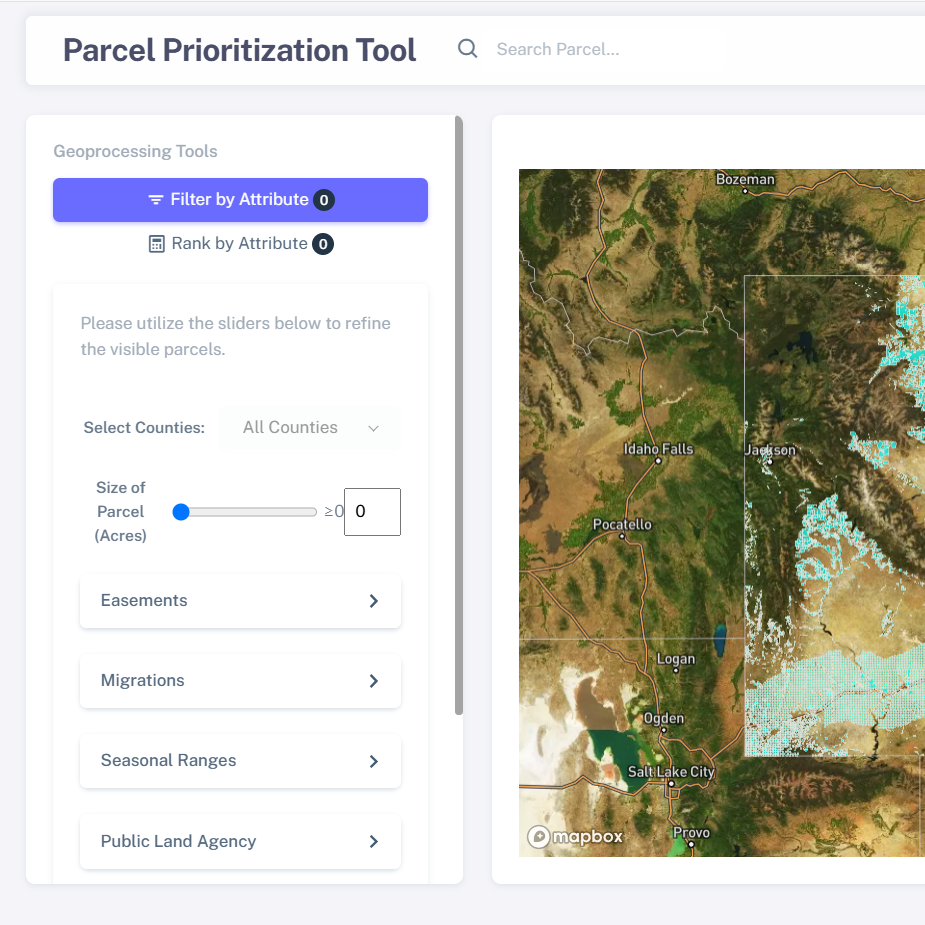 Parcel Prioritization Tool
Search Parcel...
Geoprocessing Tools
Filter by Attribute 0
Rank by Attribute 0
Please utilize the sliders below to refine
the visible parcels.
Select Counties:
All Counties
Size of
Parcel
(Acres)
≥0
0
Easements
Migrations
Seasonal Ranges
Public Land Agency
Bozeman
Idaho Falls
Jackson
Pocatello
Logan
Ogden
Salt Lake City
Provo
mapbox